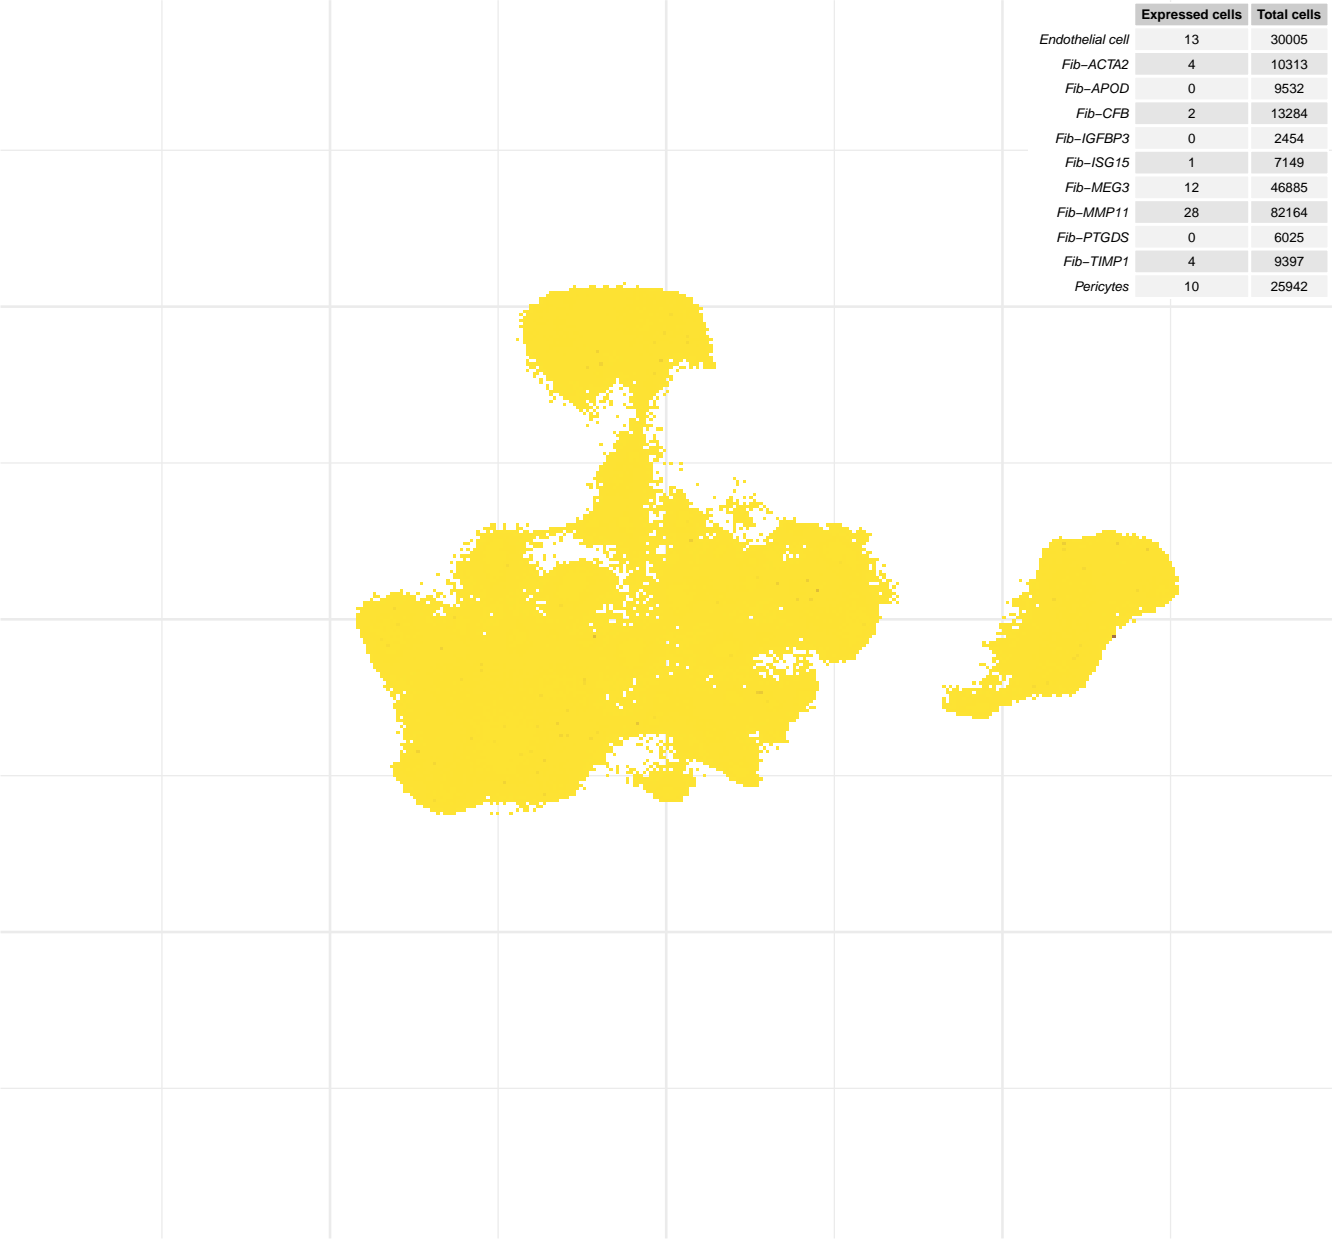 Expressed cells Total cells
Endothelial cell 13 30005
Fib−ACTA2 4 10313
Fib−APOD 0 9532
Fib−CFB 2 13284
Fib−IGFBP3 0 2454
Fib−ISG15 1 7149
Fib−MEG3 12 46885
Fib−MMP11 28 82164
Fib−PTGDS 0 6025
Fib−TIMP1 4 9397
Pericytes 10 25942